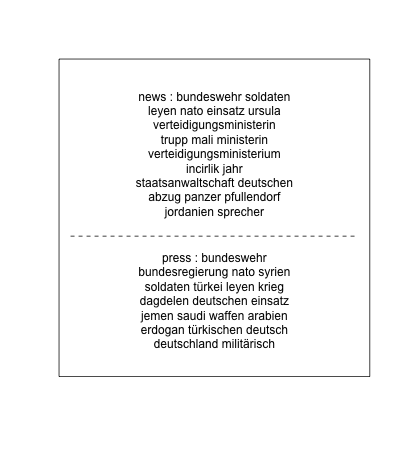 news : bundeswehr soldaten
leyen nato einsatz ursula
verteidigungsministerin
trupp mali ministerin
verteidigungsministerium
incirlik jahr
staatsanwaltschaft deutschen
abzug panzer pfullendorf
jordanien sprecher
press : bundeswehr
bundesregierung nato syrien
soldaten türkei leyen krieg
dagdelen deutschen einsatz
jemen saudi waffen arabien
erdogan türkischen deutsch
deutschland militärisch